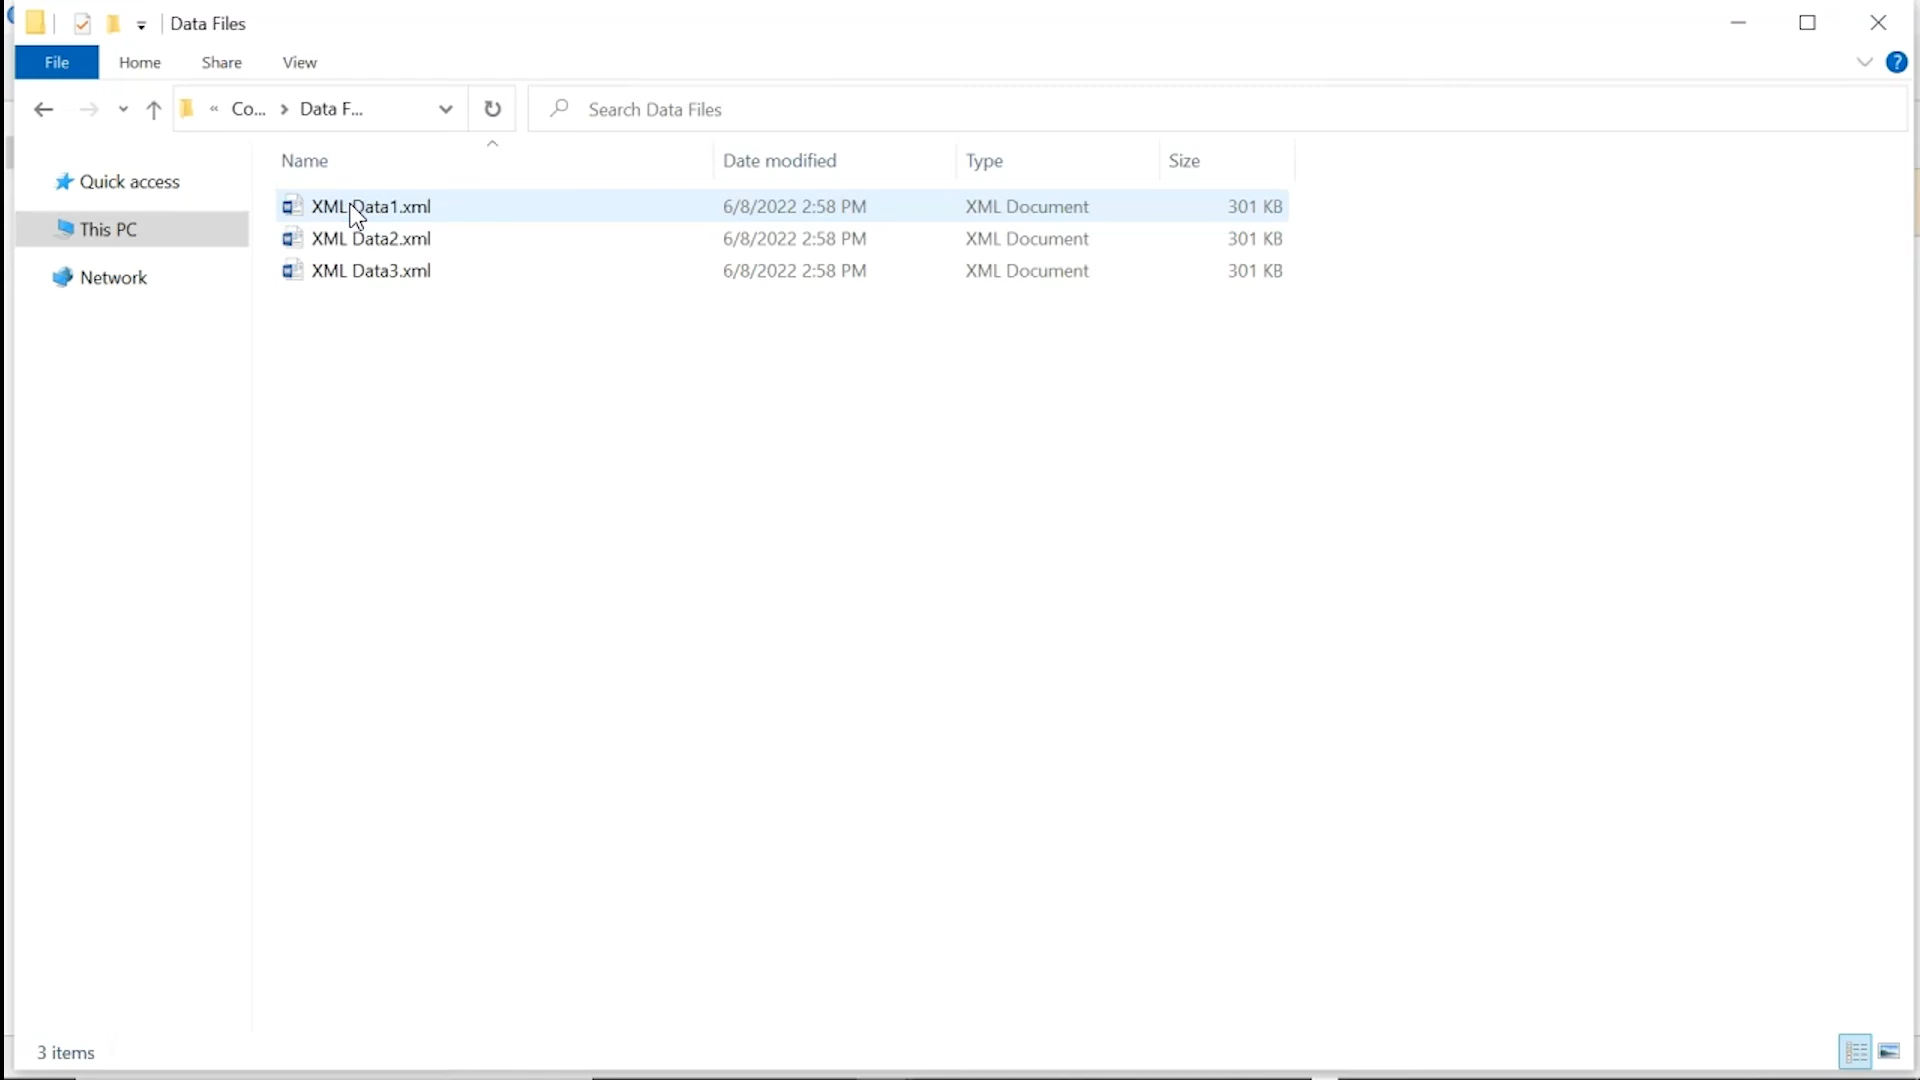 Data Files
File Home Share View ?
« Co... > Data F... Search Data Files
Name Date modified Type Size
Quick access
This PC
Network
XML Data1.xml 6/8/2022 2:58 PM XML Document 301 KB
XML Data2.xml 6/8/2022 2:58 PM XML Document 301 KB
XML Data3.xml 6/8/2022 2:58 PM XML Document 301 KB
3 items